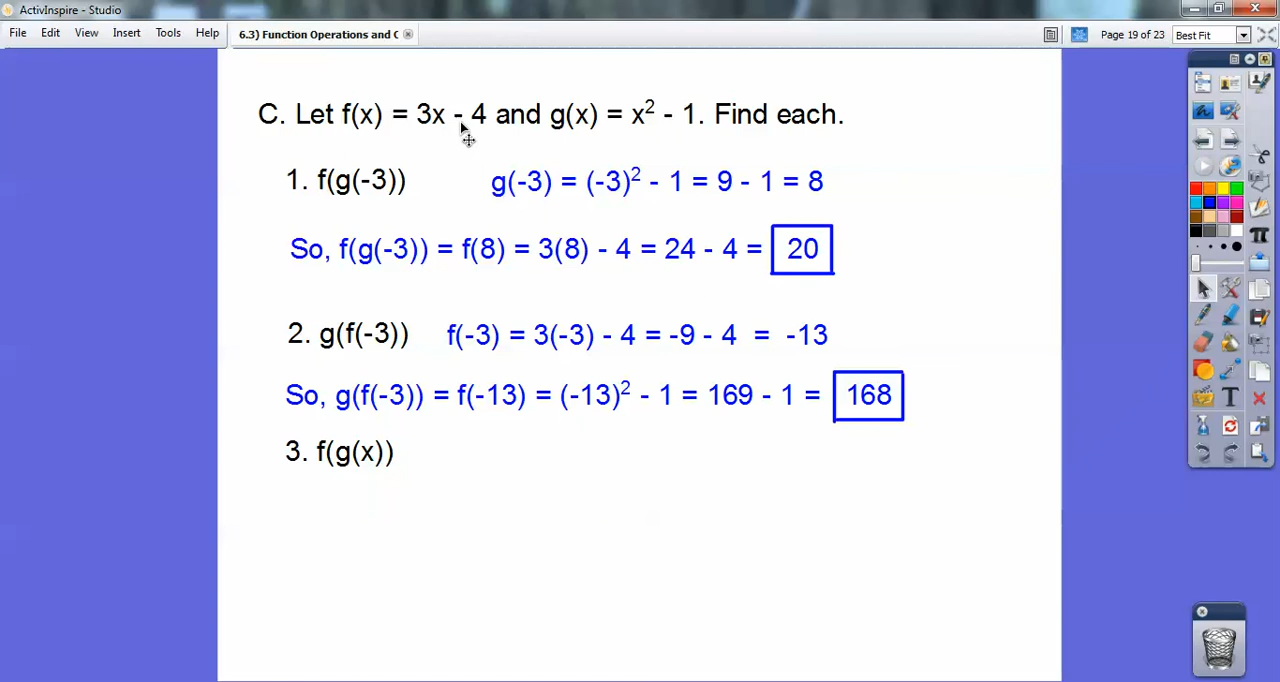 ActivInspire - Studio
File Edit View Insert Tools Help
6.3) Function Operations and C
Page 19 of 23
Best Fit
C. Let f(x) = 3x - 4 and g(x) = x² - 1. Find each.
1. f(g(-3)) g(-3) = (-3)² - 1 = 9 - 1 = 8
So, f(g(-3)) = f(8) = 3(8) - 4 = 24 - 4 = 20
2. g(f(-3)) f(-3) = 3(-3) - 4 = -9 - 4 = -13
So, g(f(-3)) = f(-13) = (-13)² - 1 = 169 - 1 = 168
3. f(g(x))